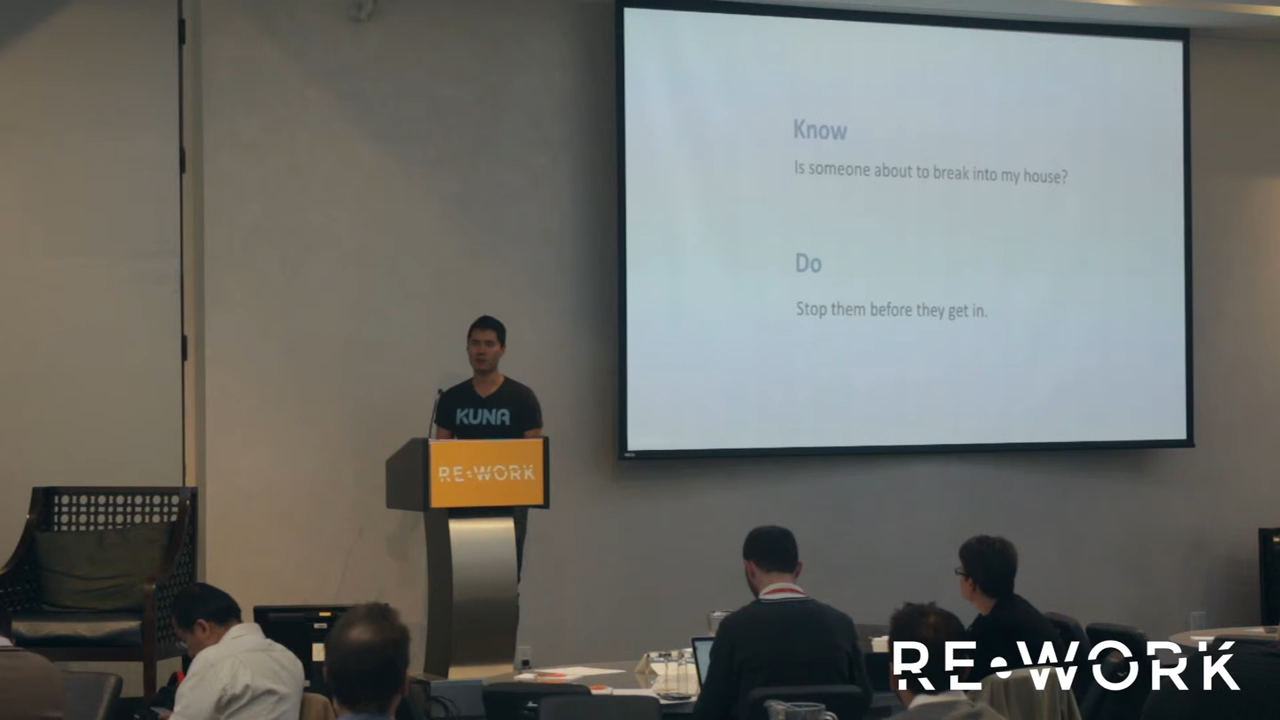 Know
Is someone about to break into my house?
Do
Stop them before they get in.
KUNA
RE•WORK
RE•WORK